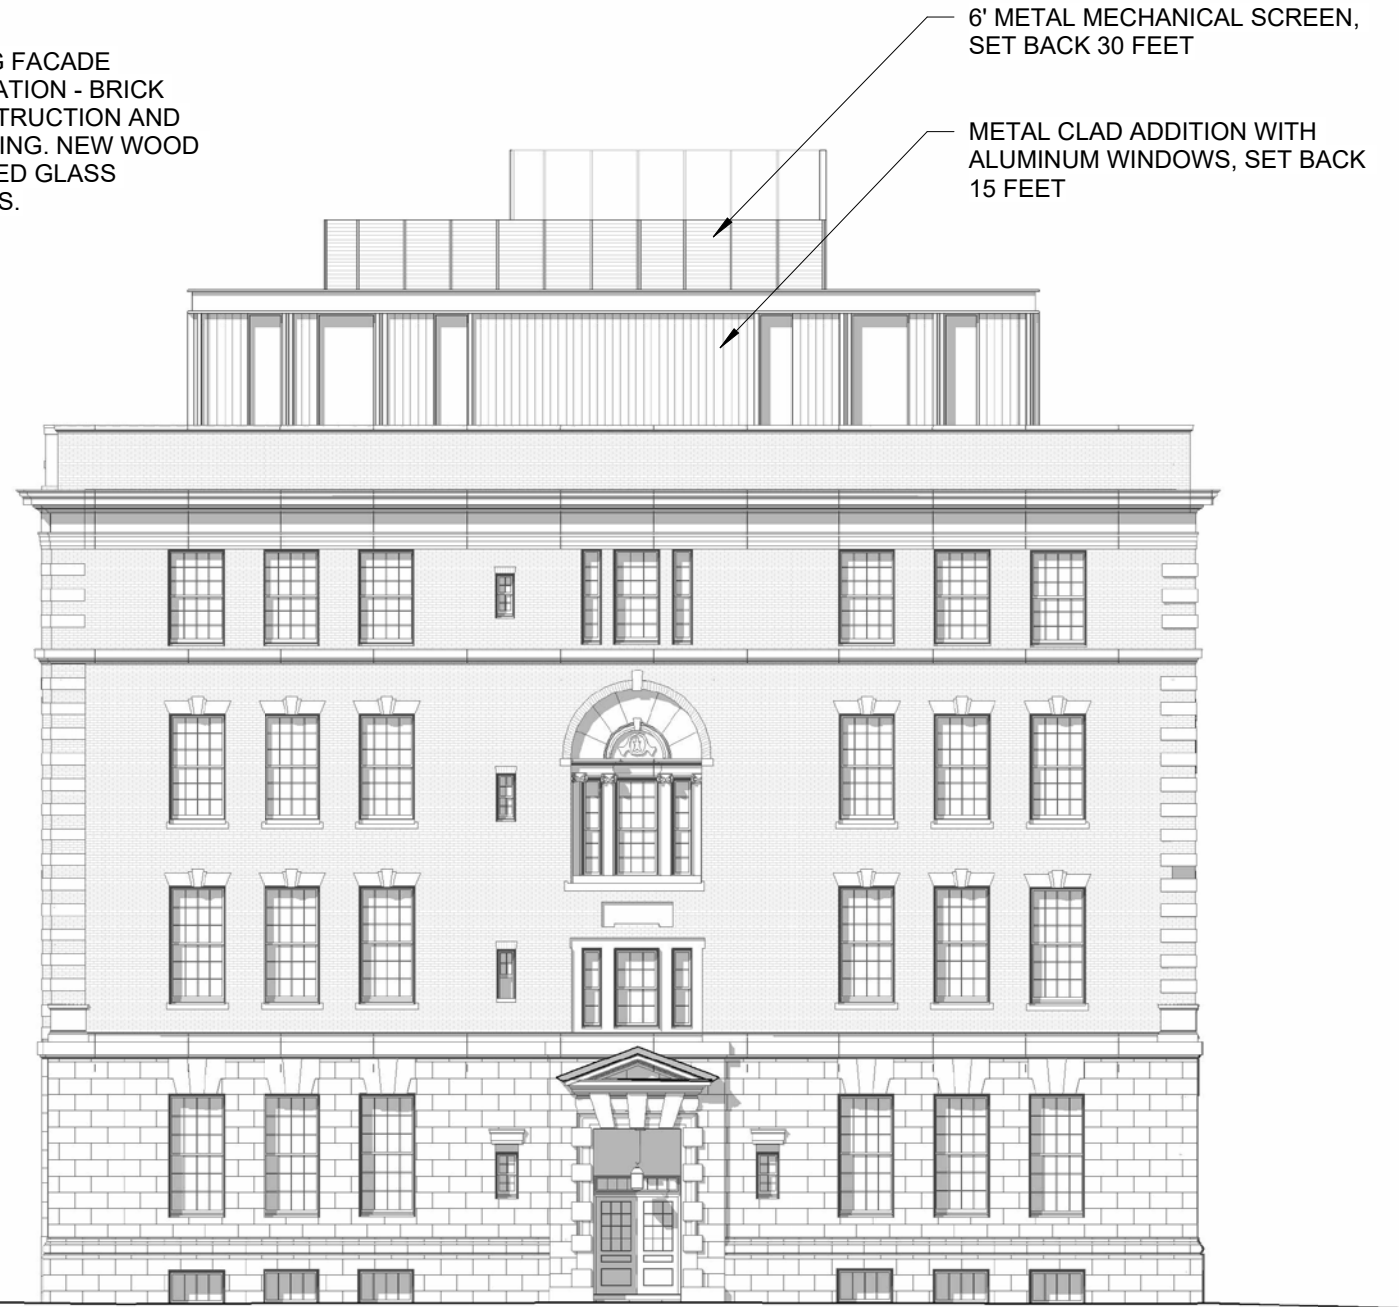 G FACADE
ATION - BRICK
TRUCTION AND
ING. NEW WOOD
ED GLASS
S.
6' METAL MECHANICAL SCREEN,
SET BACK 30 FEET
METAL CLAD ADDITION WITH
ALUMINUM WINDOWS, SET BACK
15 FEET